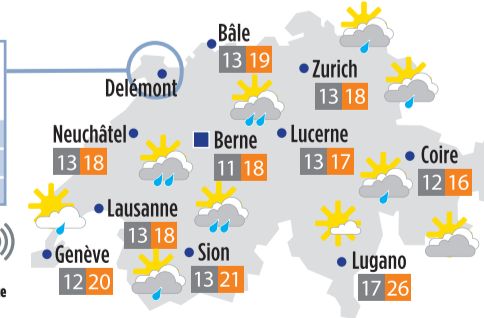 Bâle
13 19
Zurich
13 18
Delémont
Neuchâtel
13 18
Berne
11 18
Lucerne
13 17
Coire
12 16
Lausanne
13 18
Genève
12 20
Sion
13 21
Lugano
17 26